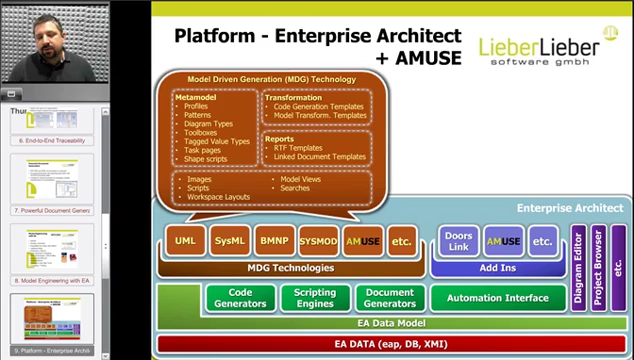 Platform - Enterprise Architect
+ AMUSE
LieberLieber
software gmbh
Model Driven Generation (MDG) Technology
Metamodel
• Profiles
• Patterns
• Diagram Types
• Toolboxes
• Tagged Value Types
• Task pages
• Shape scripts
Transformation
• Code Generation Templates
• Model Transform. Templates
Reports
• RTF Templates
• Linked Document Templates
• Images
• Scripts
• Workspace Layouts
• Model Views
• Searches
Enterprise Architect
UML
SysML
BMNP
SYSMOD
AMUSE
etc.
MDG Technologies
Doors
Link
AMUSE
etc.
Add Ins
Diagram Editor
Project Browser
etc.
Code
Generators
Scripting
Engines
Document
Generators
Automation Interface
EA Data Model
EA DATA (eap, DB, XMI)
6. End-to-End Traceability
7. Powerful Document Gener
8. Model Engineering with EA
9. Platform - Enterprise Archit